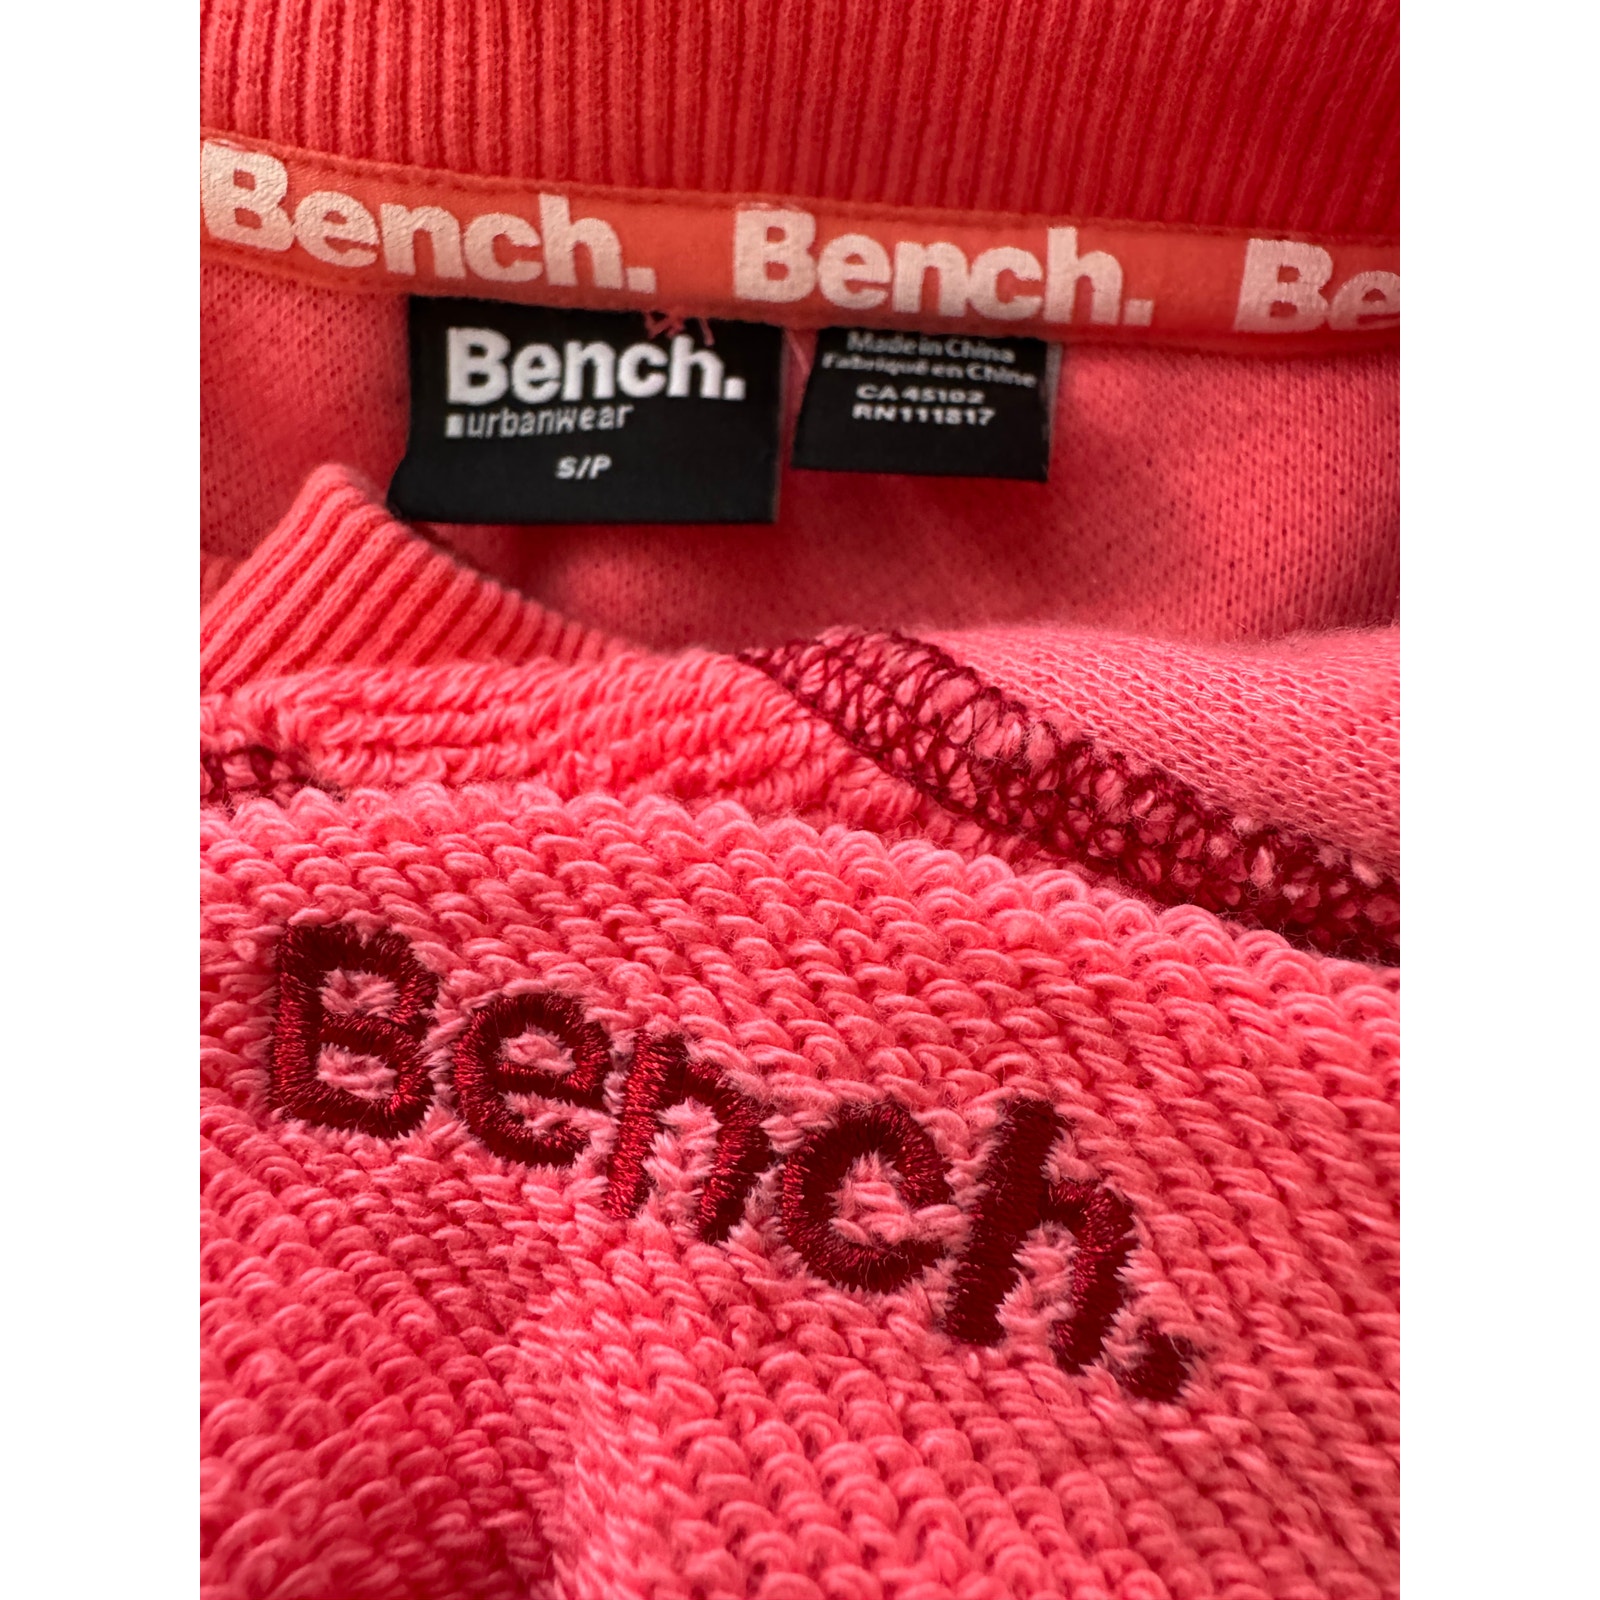 Bench. Bench. Be
Bench.
urbanwear
S/P
Made in China
Fabriqué en Chine
CA 45102
RN111817
Bench.